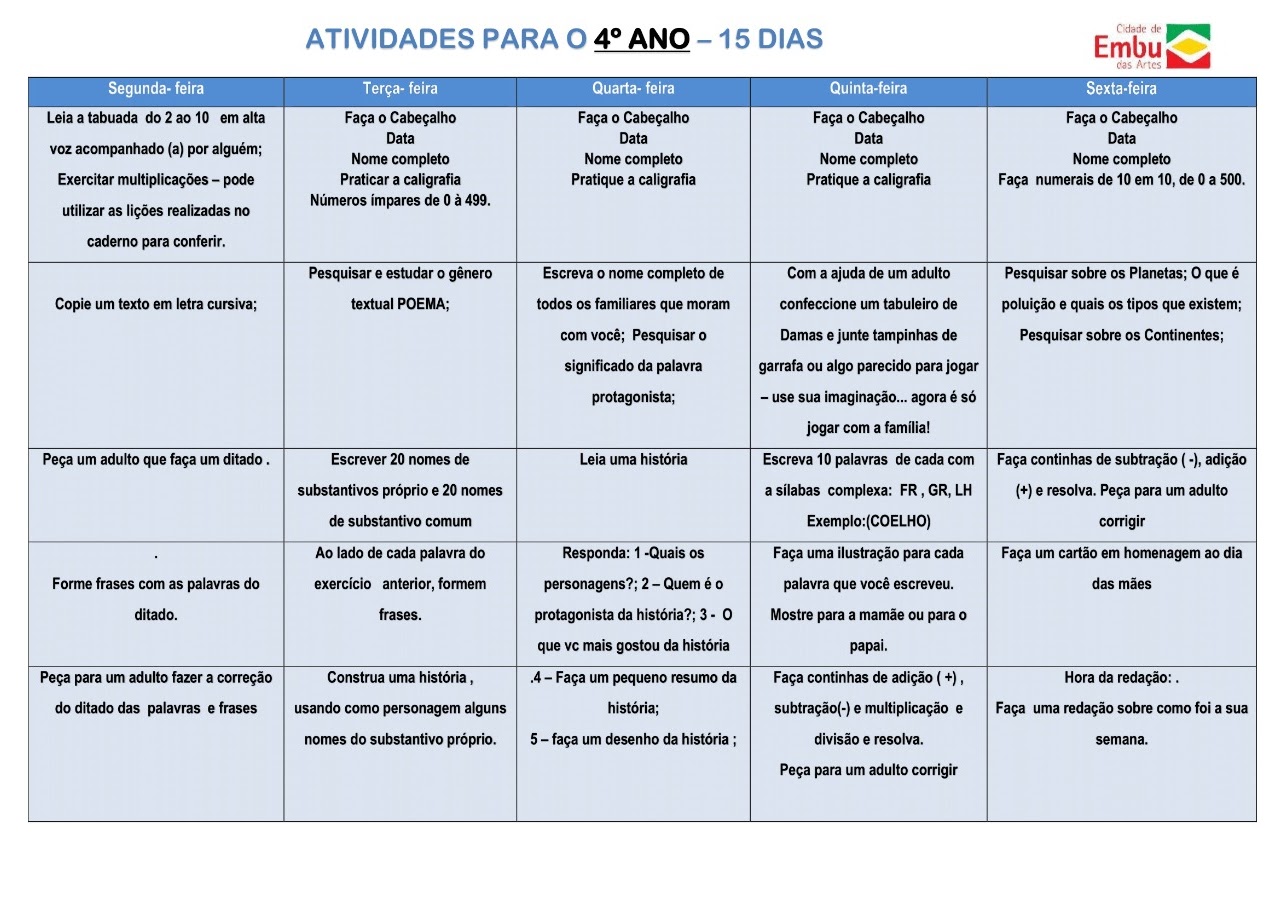 ATIVIDADES PARA O 4º ANO – 15 DIAS
Cidade de
Embu
das Artes
Segunda- feira
Terça- feira
Quarta- feira
Quinta-feira
Sexta-feira
Leia a tabuada do 2 ao 10 em alta
voz acompanhado (a) por alguém;
Exercitar multiplicações – pode
utilizar as lições realizadas no
caderno para conferir.
Faça o Cabeçalho
Data
Nome completo
Praticar a caligrafia
Números ímpares de 0 à 499.
Faça o Cabeçalho
Data
Nome completo
Pratique a caligrafia
Faça o Cabeçalho
Data
Nome completo
Pratique a caligrafia
Faça o Cabeçalho
Data
Nome completo
Faça numerais de 10 em 10, de 0 a 500.
Copie um texto em letra cursiva;
Pesquisar e estudar o gênero
textual POEMA;
Escreva o nome completo de
todos os familiares que moram
com você; Pesquisar o
significado da palavra
protagonista;
Com a ajuda de um adulto
confeccione um tabuleiro de
Damas e junte tampinhas de
garrafa ou algo parecido para jogar
– use sua imaginação... agora é só
jogar com a família!
Pesquisar sobre os Planetas; O que é
poluição e quais os tipos que existem;
Pesquisar sobre os Continentes;
Peça um adulto que faça um ditado .
Escrever 20 nomes de
substantivos próprio e 20 nomes
de substantivo comum
Leia uma história
Escreva 10 palavras de cada com
a sílabas complexa: FR , GR, LH
Exemplo:(COELHO)
Faça continhas de subtração ( -), adição
(+) e resolva. Peça para um adulto
corrigir
.
Forme frases com as palavras do
ditado.
Ao lado de cada palavra do
exercício anterior, formem
frases.
Responda: 1 -Quais os
personagens?; 2 – Quem é o
protagonista da história?; 3 - O
que vc mais gostou da história
Faça uma ilustração para cada
palavra que você escreveu.
Mostre para a mamãe ou para o
papai.
Faça um cartão em homenagem ao dia
das mães
Peça para um adulto fazer a correção
do ditado das palavras e frases
Construa uma história ,
usando como personagem alguns
nomes do substantivo próprio.
.4 – Faça um pequeno resumo da
história;
5 – faça um desenho da história ;
Faça continhas de adição ( +) ,
subtração(-) e multiplicação e
divisão e resolva.
Peça para um adulto corrigir
Hora da redação: .
Faça uma redação sobre como foi a sua
semana.